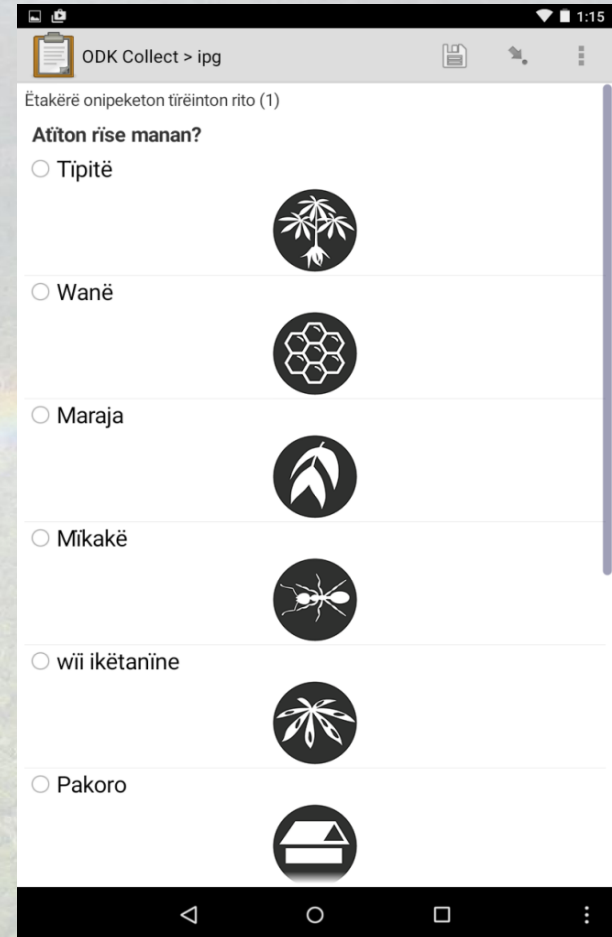 1:15
ODK Collect > ipg
Ëtakërë onipeketon tïrëinton rito (1)
Atïton rïse manan?
Tïpitë
Wanë
Maraja
Mïkakë
wïi ikëtanïne
Pakoro